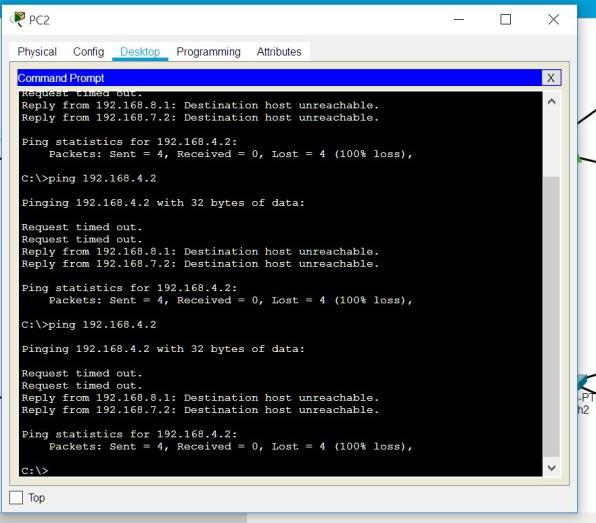 PC2
Physical Config Desktop Programming Attributes
Command Prompt
X
Request timed out.
Reply from 192.168.8.1: Destination host unreachable.
Reply from 192.168.7.2: Destination host unreachable.
Ping statistics for 192.168.4.2:
Packets: Sent = 4, Received = 0, Lost = 4 (100% loss),
C:\>ping 192.168.4.2
Pinging 192.168.4.2 with 32 bytes of data:
Request timed out.
Request timed out.
Reply from 192.168.8.1: Destination host unreachable.
Reply from 192.168.7.2: Destination host unreachable.
Ping statistics for 192.168.4.2:
Packets: Sent = 4, Received = 0, Lost = 4 (100% loss),
C:\>ping 192.168.4.2
Pinging 192.168.4.2 with 32 bytes of data:
Request timed out.
Request timed out.
Reply from 192.168.8.1: Destination host unreachable.
Reply from 192.168.7.2: Destination host unreachable.
Ping statistics for 192.168.4.2:
Packets: Sent = 4, Received = 0, Lost = 4 (100% loss),
C:\>
Top
-PT
h2